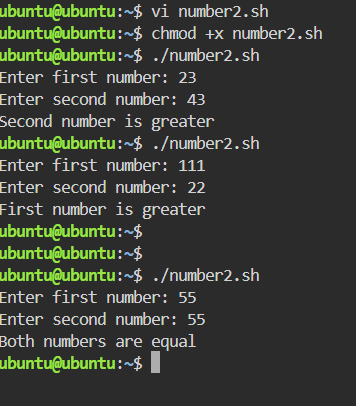 ubuntu@ubuntu:~$ vi number2.sh
ubuntu@ubuntu:~$ chmod +x number2.sh
ubuntu@ubuntu:~$ ./number2.sh
Enter first number: 23
Enter second number: 43
Second number is greater
ubuntu@ubuntu:~$ ./number2.sh
Enter first number: 111
Enter second number: 22
First number is greater
ubuntu@ubuntu:~$
ubuntu@ubuntu:~$
ubuntu@ubuntu:~$ ./number2.sh
Enter first number: 55
Enter second number: 55
Both numbers are equal
ubuntu@ubuntu:~$